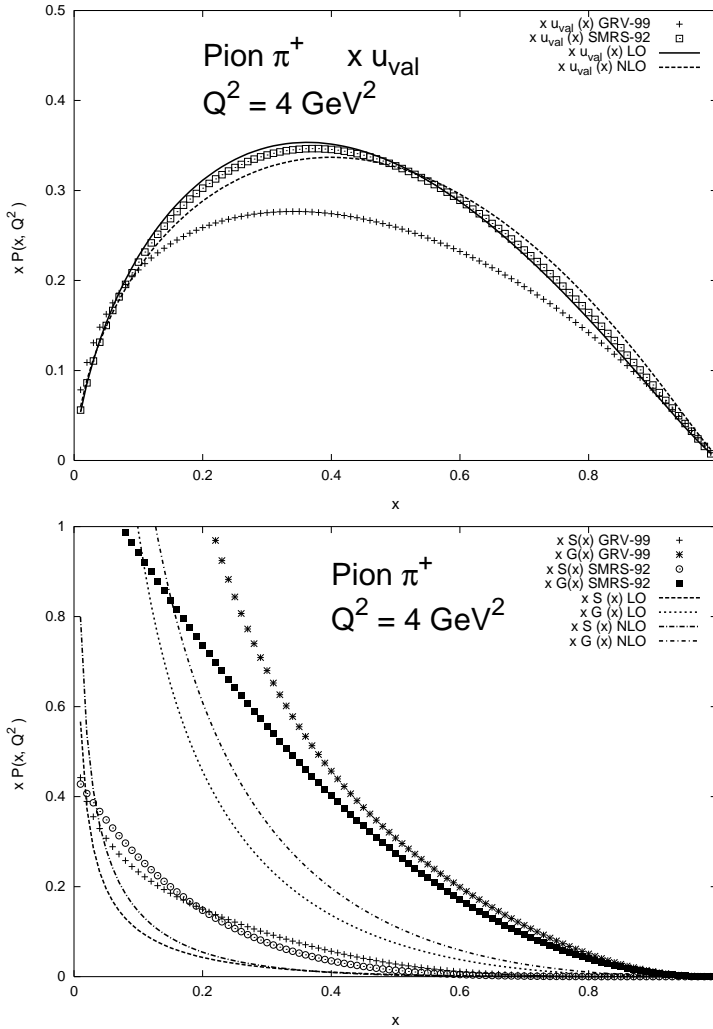 0.5
0.4
0.3
0.2
0.1
0
x P(x, Q² )
Pion π⁺ x u_val
Q² = 4 GeV²
x u_val (x) GRV-99
x u_val (x) SMRS-92
x u_val (x) LO
x u_val (x) NLO
0 0.2 0.4 0.6 0.8
x
1
0.8
0.6
0.4
0.2
0
x P(x, Q² )
Pion π⁺
Q² = 4 GeV²
x S(x) GRV-99
x G(x) GRV-99
x S(x) SMRS-92
x G(x) SMRS-92
x S (x) LO
x G (x) LO
x S (x) NLO
x G (x) NLO
0 0.2 0.4 0.6 0.8
x